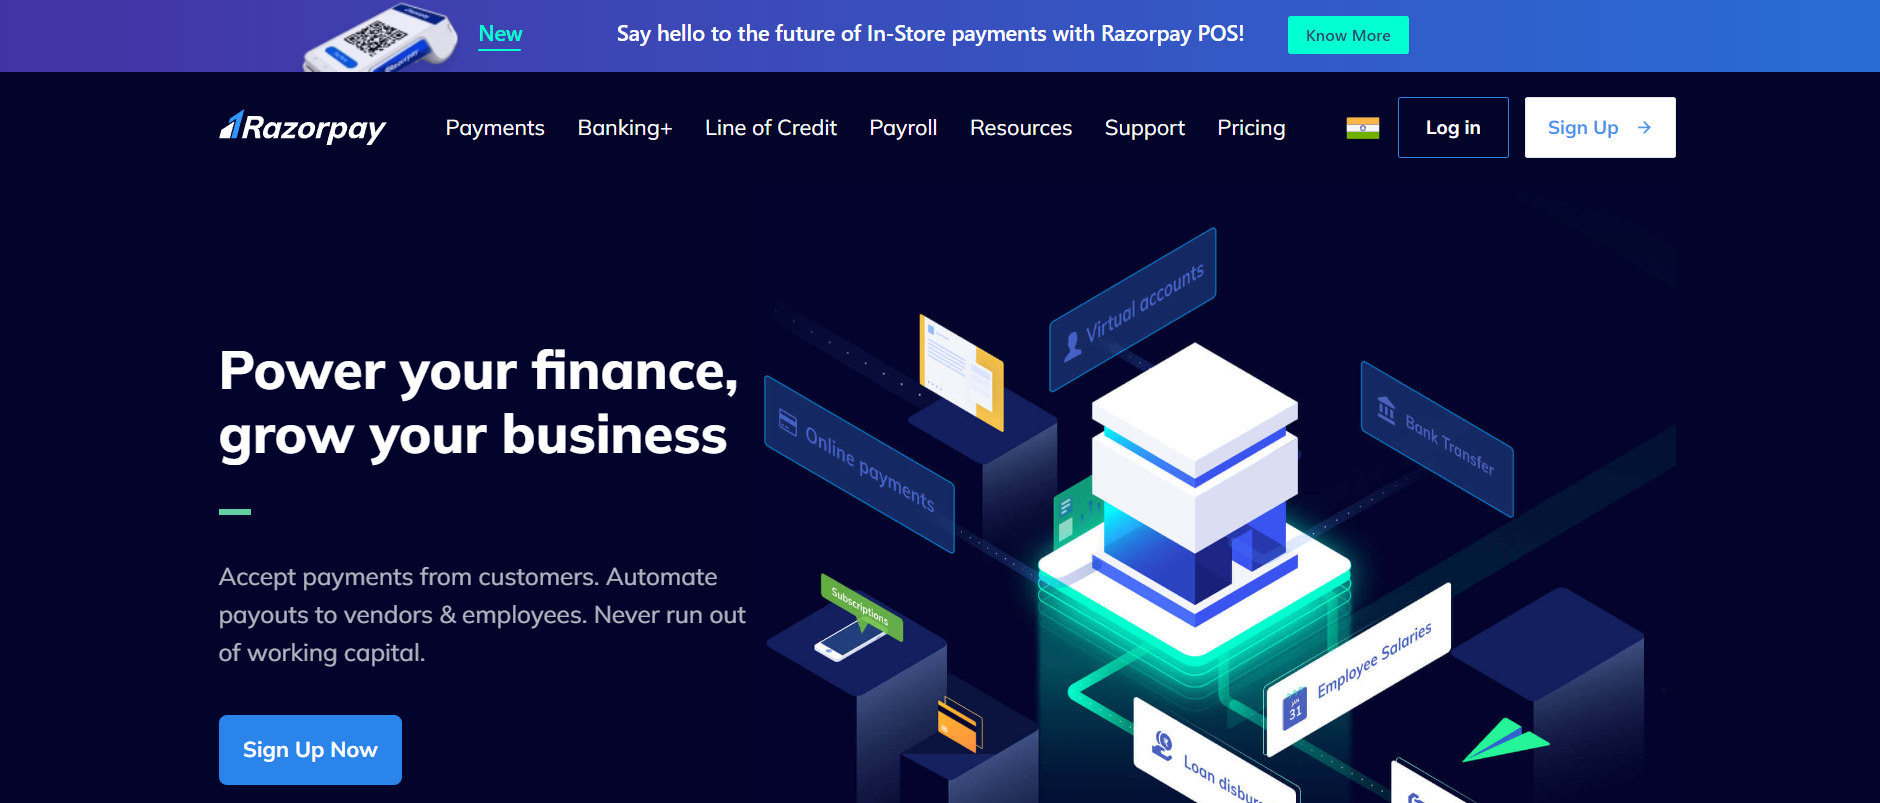 New
Say hello to the future of In-Store payments with Razorpay POS!
Know More
Razorpay
Payments
Banking+
Line of Credit
Payroll
Resources
Support
Pricing
Log in
Sign Up
Power your finance,
grow your business
Accept payments from customers. Automate
payouts to vendors & employees. Never run out
of working capital.
Sign Up Now
Virtual accounts
Online payments
Bank Transfer
Subscriptions
Employee Salaries
JAN
31
Loan disbur